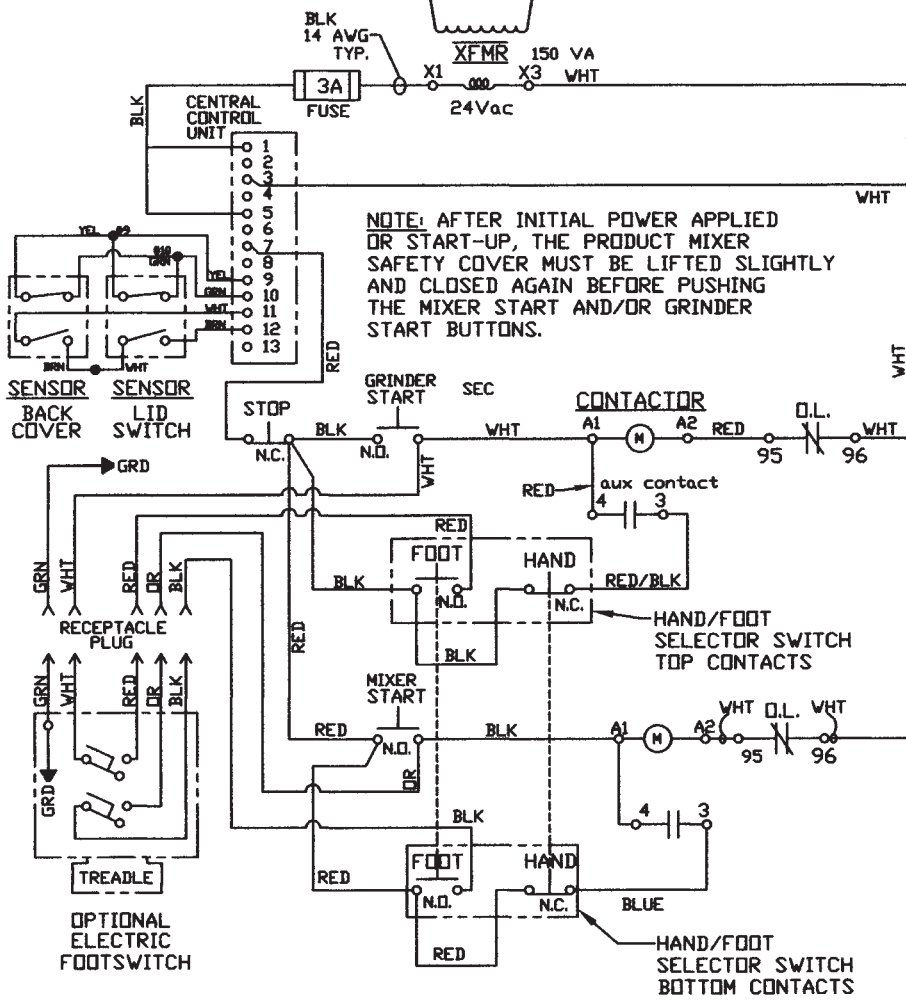 BLK
14 AWG
TYP.
XFMR
150 VA
X1
X3
WHT
3A
FUSE
24Vac
BLK
CENTRAL
CONTROL
UNIT
1
2
3
4
5
6
7
8
9
10
11
12
13
WHT
NOTE: AFTER INITIAL POWER APPLIED
OR START-UP, THE PRODUCT MIXER
SAFETY COVER MUST BE LIFTED SLIGHTLY
AND CLOSED AGAIN BEFORE PUSHING
THE MIXER START AND/OR GRINDER
START BUTTONS.
YEL
#9
#10
GRN
YEL
GRN
WHT
BRN
BRN
WHT
RED
WHT
SENSOR
BACK
COVER
SENSOR
LID
SWITCH
STOP
N.C.
BLK
GRINDER
START
N.O.
SEC
WHT
WHT
CONTACTOR
A1
M
A2
RED
95
O.L.
96
WHT
GRD
RED
aux contact
4
3
RED
FOOT
HAND
BLK
N.O.
N.C.
RED/BLK
BLK
HAND/FOOT
SELECTOR SWITCH
TOP CONTACTS
GRN
WHT
RED
OR
BLK
RECEPTACLE
PLUG
GRN
WHT
RED
OR
BLK
RED
MIXER
START
RED
N.O.
BLK
OR
A1
M
A2
WHT
O.L.
WHT
95
96
GRD
4
3
BLK
TREADLE
OPTIONAL
ELECTRIC
FOOTSWITCH
FOOT
HAND
RED
N.O.
N.C.
BLUE
RED
HAND/FOOT
SELECTOR SWITCH
BOTTOM CONTACTS